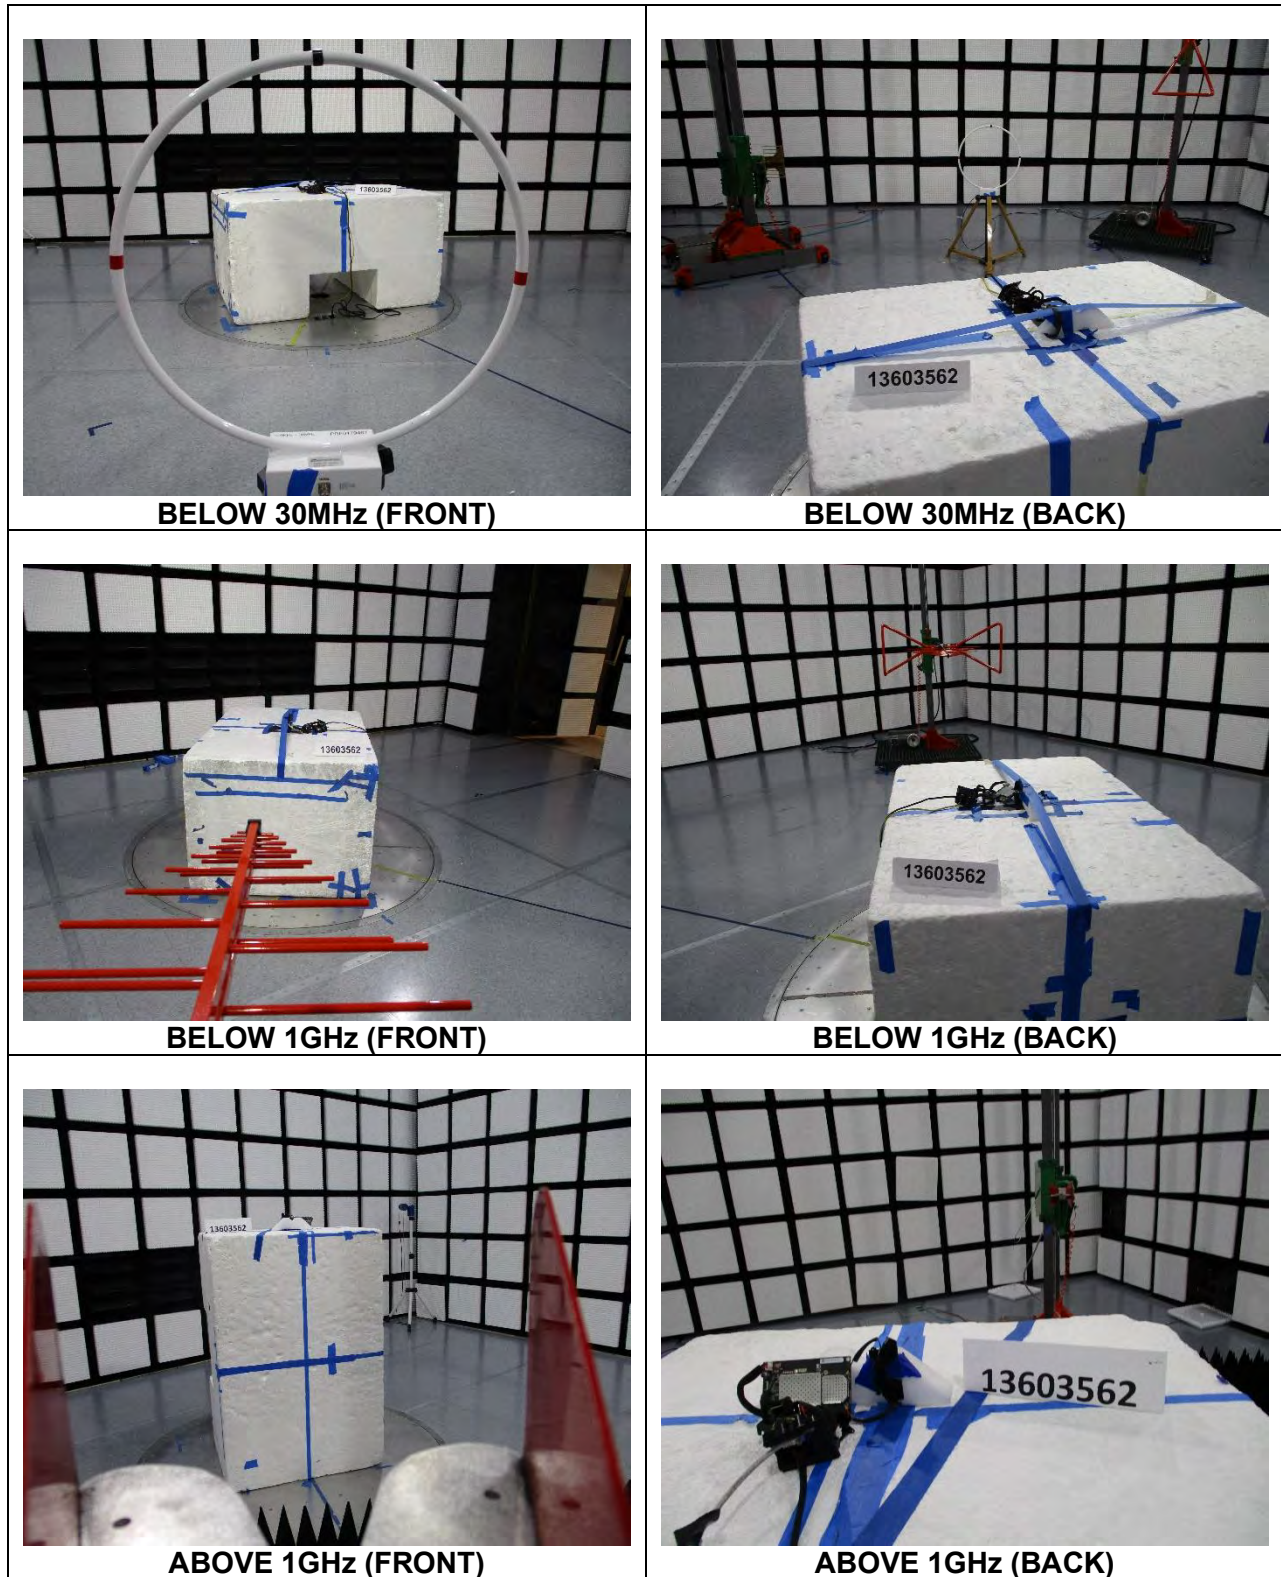 13603562
13603562
BELOW 30MHz (FRONT)
BELOW 30MHz (BACK)
13603562
13603562
BELOW 1GHz (FRONT)
BELOW 1GHz (BACK)
13603562
13603562
ABOVE 1GHz (FRONT)
ABOVE 1GHz (BACK)